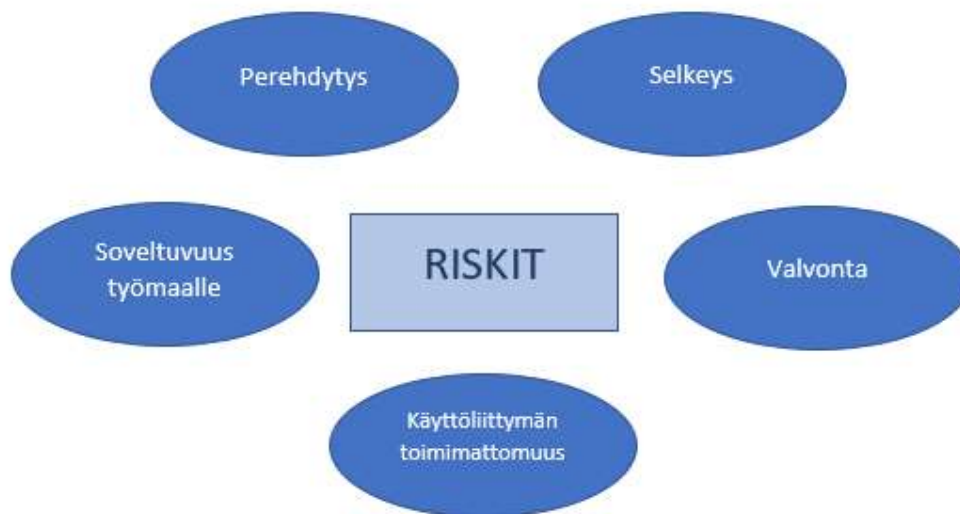 Perehdytys
Selkeys
Soveltuvuus
työmaalle
RISKIT
Valvonta
Käyttöliittymän
toimimattomuus